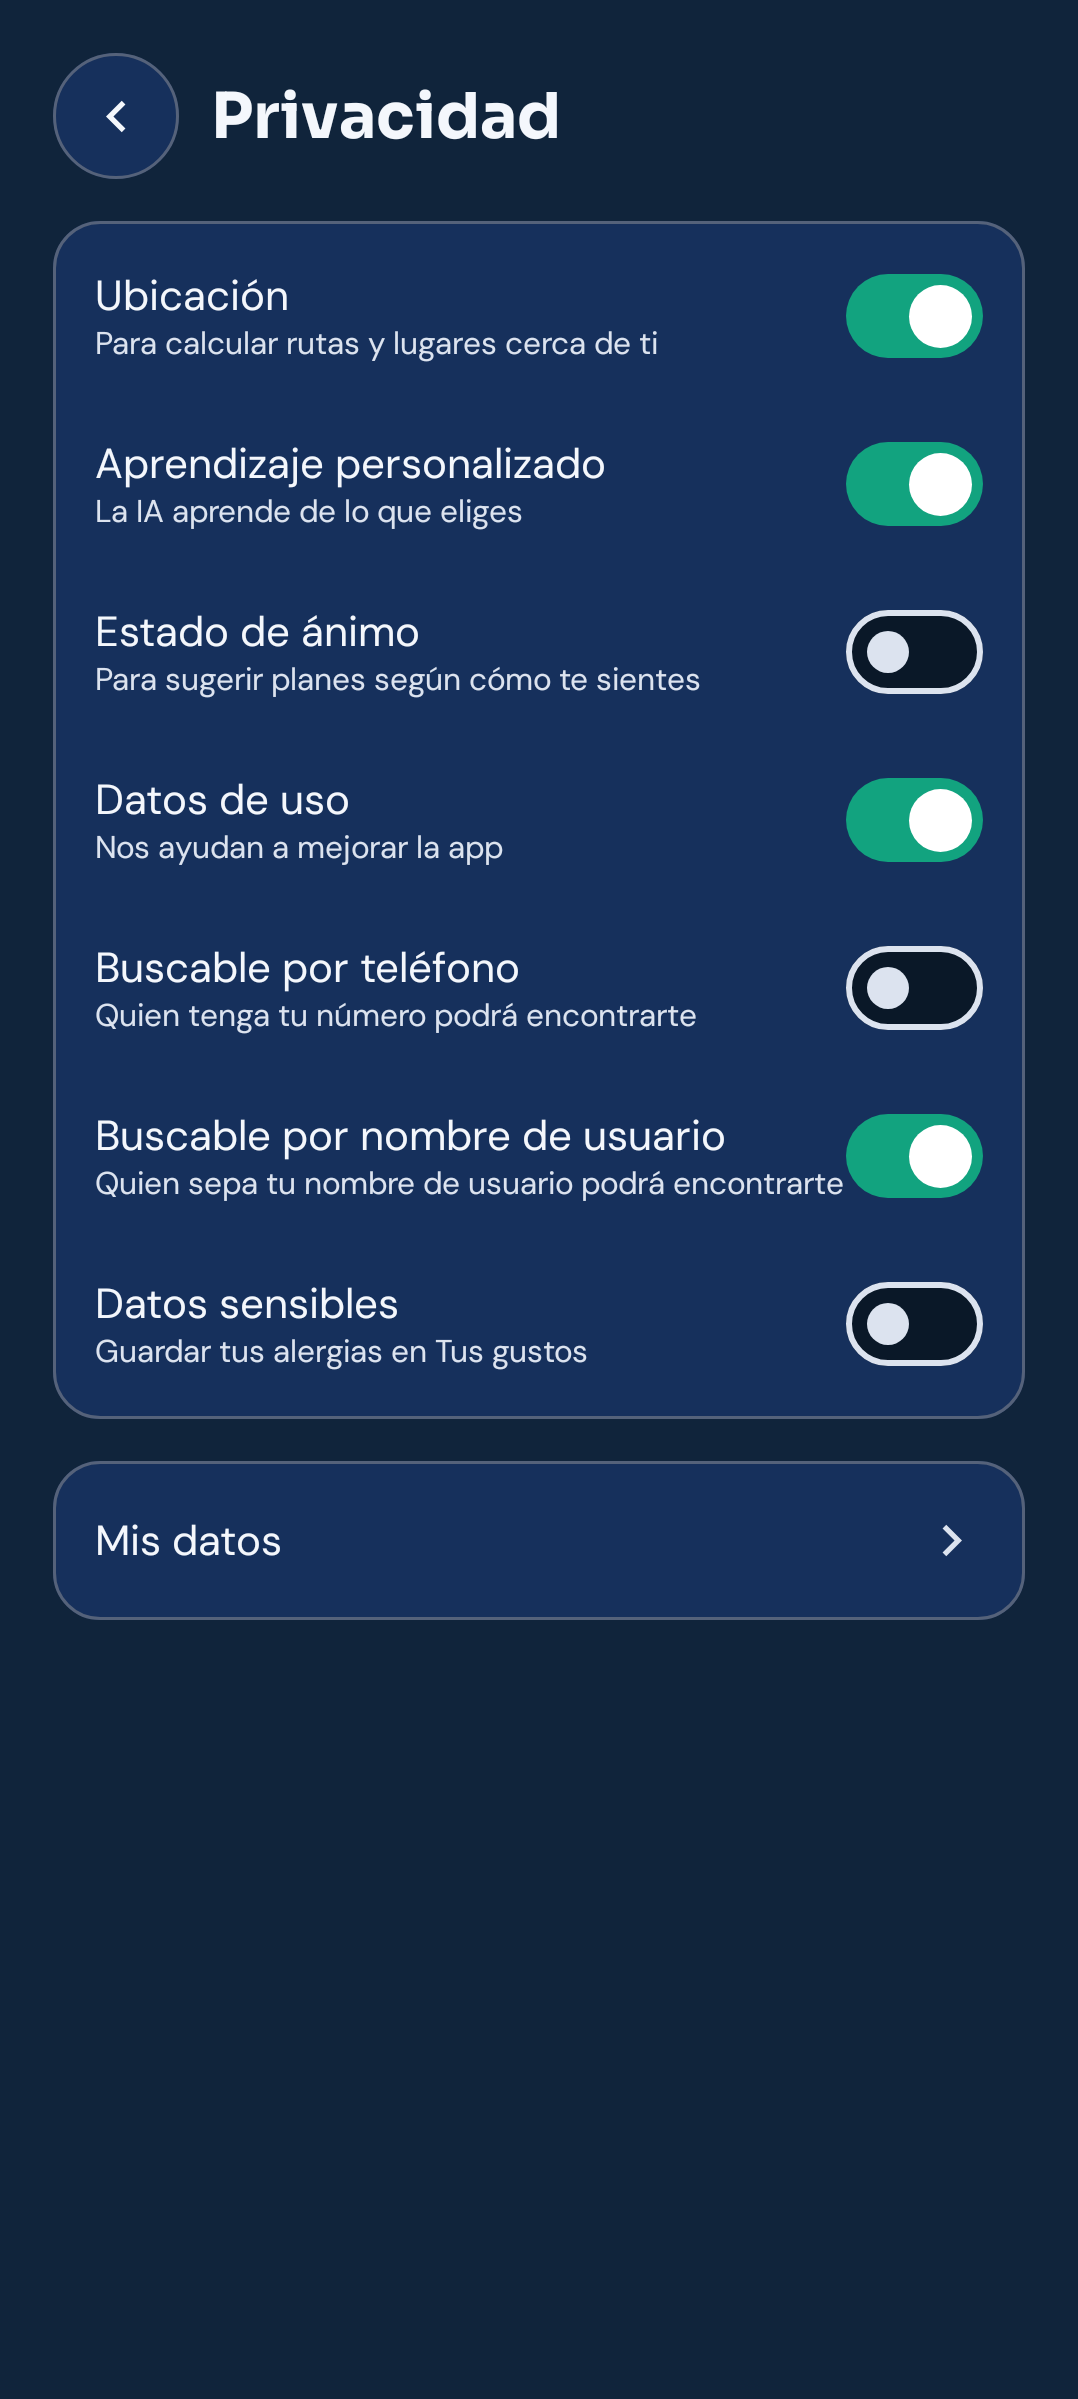 Privacidad
Ubicación
Para calcular rutas y lugares cerca de ti
Aprendizaje personalizado
La IA aprende de lo que eliges
Estado de ánimo
Para sugerir planes según cómo te sientes
Datos de uso
Nos ayudan a mejorar la app
Buscable por teléfono
Quien tenga tu número podrá encontrarte
Buscable por nombre de usuario
Quien sepa tu nombre de usuario podrá encontrarte
Datos sensibles
Guardar tus alergias en Tus gustos
Mis datos